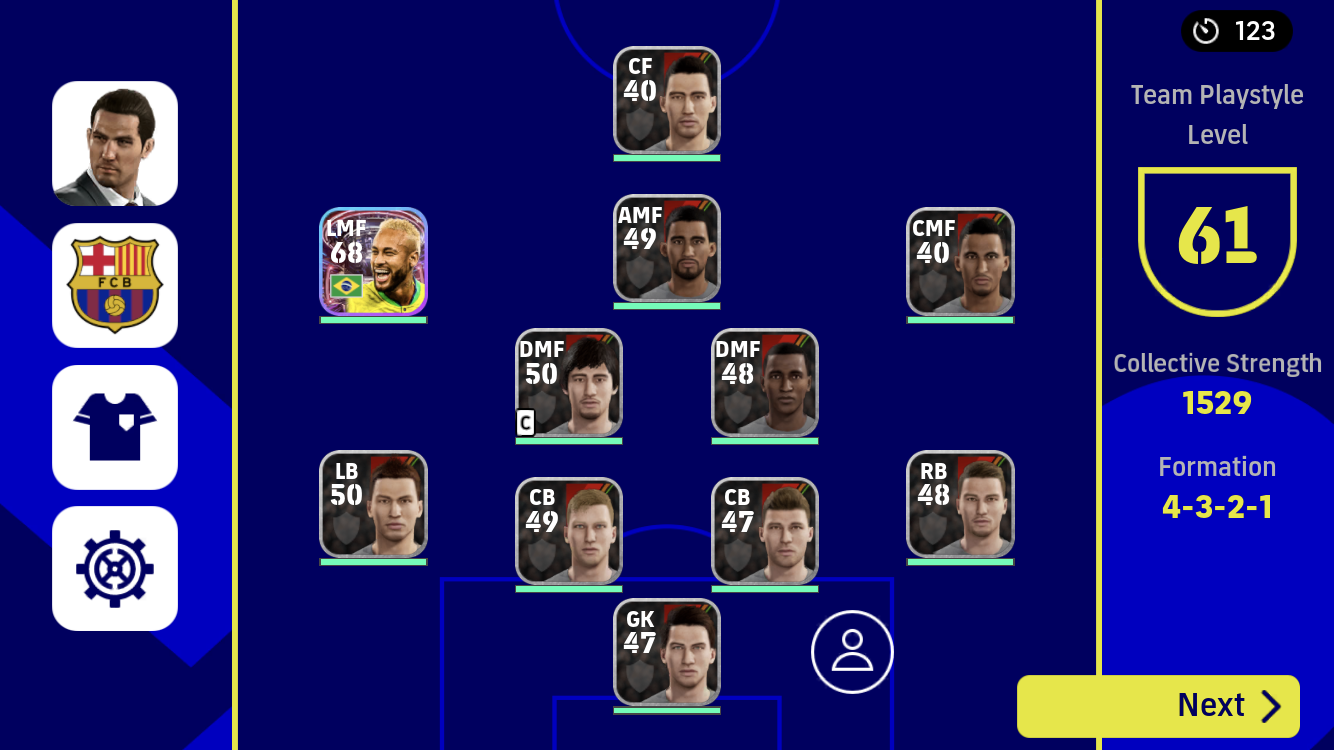 123
Team Playstyle
Level
61
Collective Strength
1529
Formation
4-3-2-1
CF
40
LMF
68
AMF
49
CMF
40
DMF
50
C
DMF
48
LB
50
CB
49
CB
47
RB
48
GK
47
FCB
Next